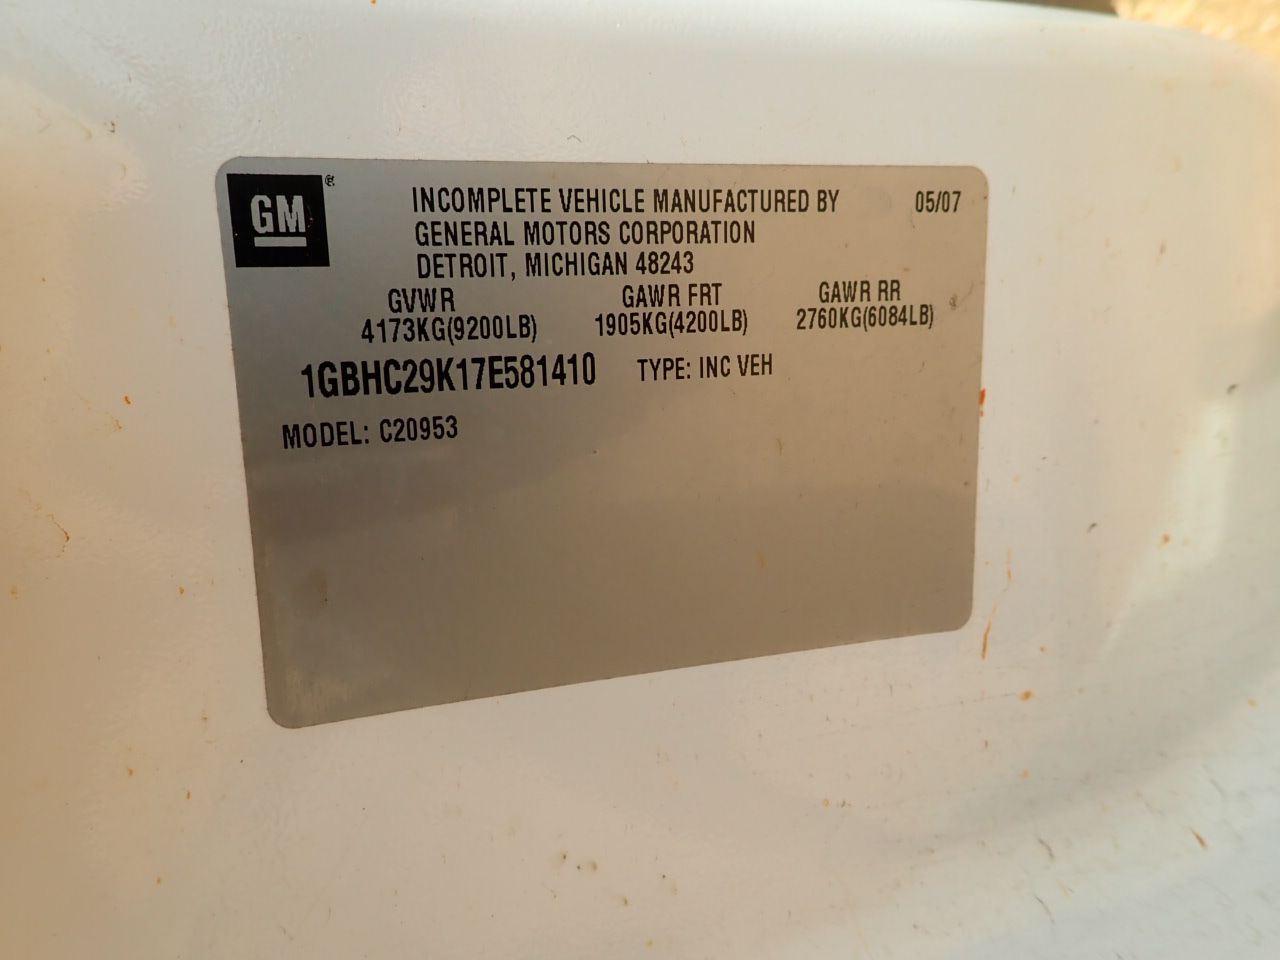 GM®
INCOMPLETE VEHICLE MANUFACTURED BY 05/07
GENERAL MOTORS CORPORATION
DETROIT, MICHIGAN 48243
GVWR GAWR FRT GAWR RR
4173KG(9200LB) 1905KG(4200LB) 2760KG(6084LB)
1GBHC29K17E581410 TYPE: INC VEH
MODEL: C20953